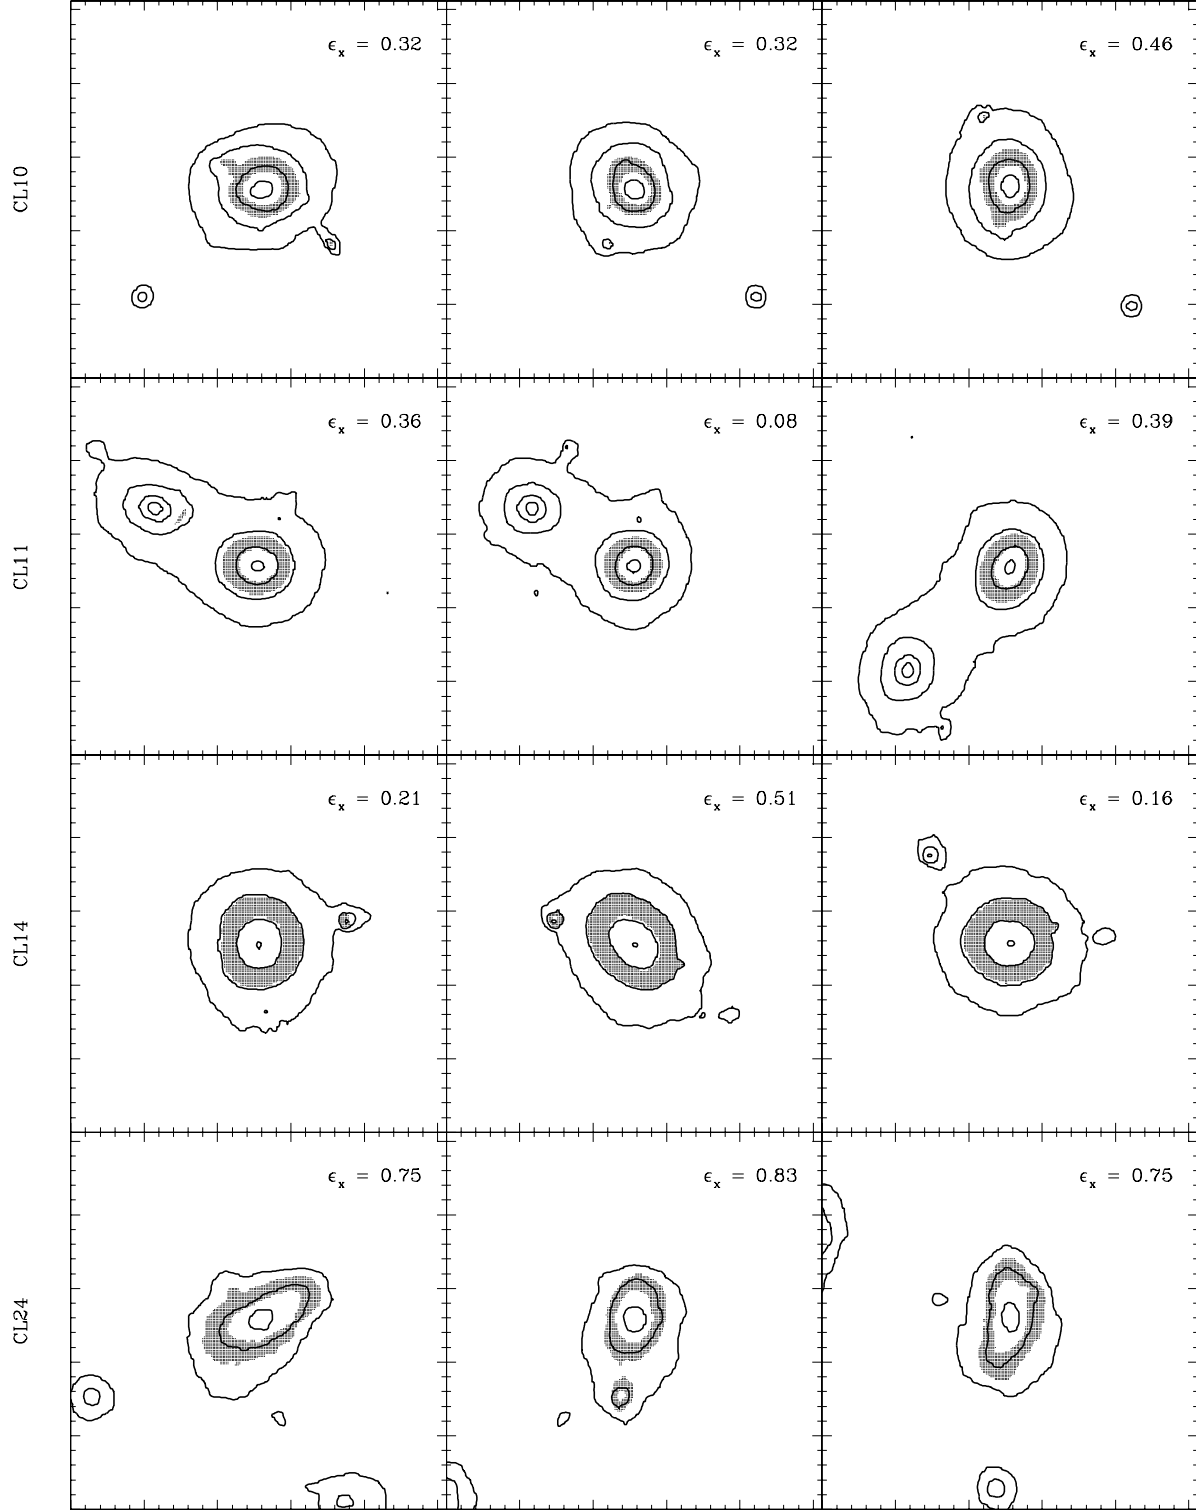 CL10
ϵₓ = 0.32
ϵₓ = 0.32
ϵₓ = 0.46
CL11
ϵₓ = 0.36
ϵₓ = 0.08
ϵₓ = 0.39
CL14
ϵₓ = 0.21
ϵₓ = 0.51
ϵₓ = 0.16
CL24
ϵₓ = 0.75
ϵₓ = 0.83
ϵₓ = 0.75